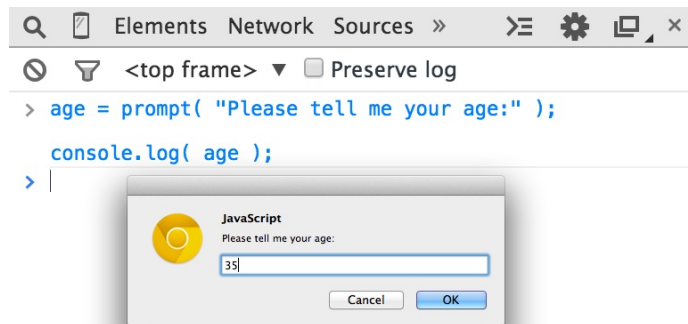 Elements Network Sources »
<top frame> ▼ Preserve log
> age = prompt( "Please tell me your age:" );
console.log( age );
>
JavaScript
Please tell me your age:
35
Cancel OK